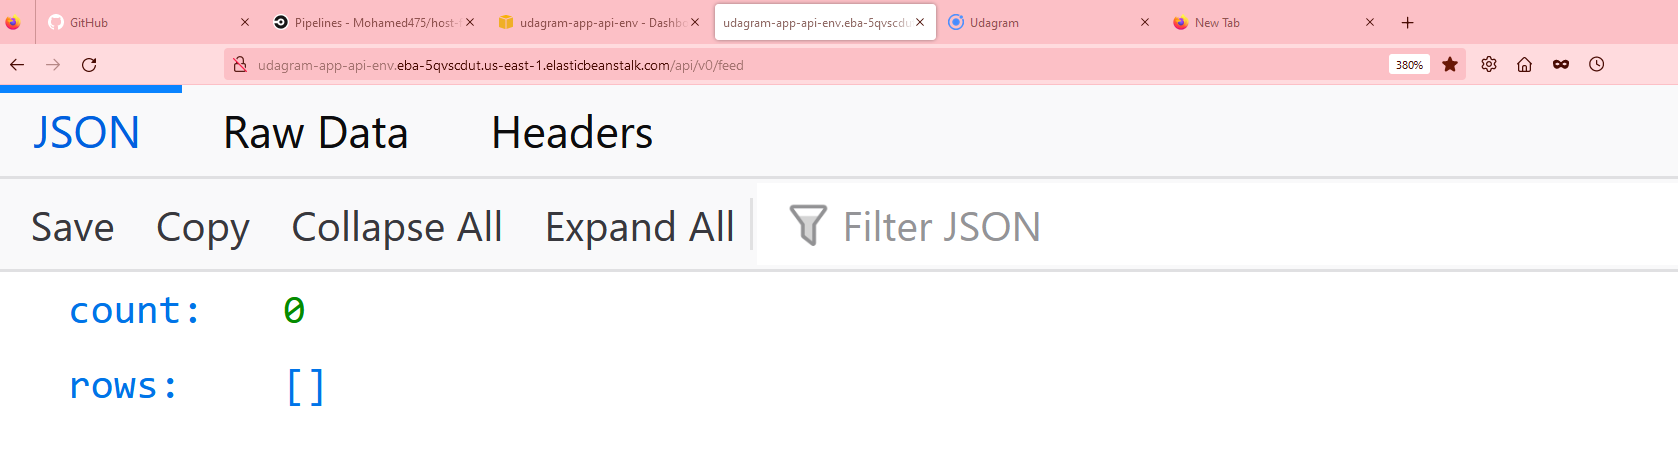 GitHub
Pipelines - Mohamed475/host-
udagram-app-api-env - Dashb
udagram-app-api-env.eba-5qvscdu
Udagram
New Tab
udagram-app-api-env.eba-5qvscdut.us-east-1.elasticbeanstalk.com/api/v0/feed
380%
JSON Raw Data Headers
Save Copy Collapse All Expand All Filter JSON
count: 0
rows: []